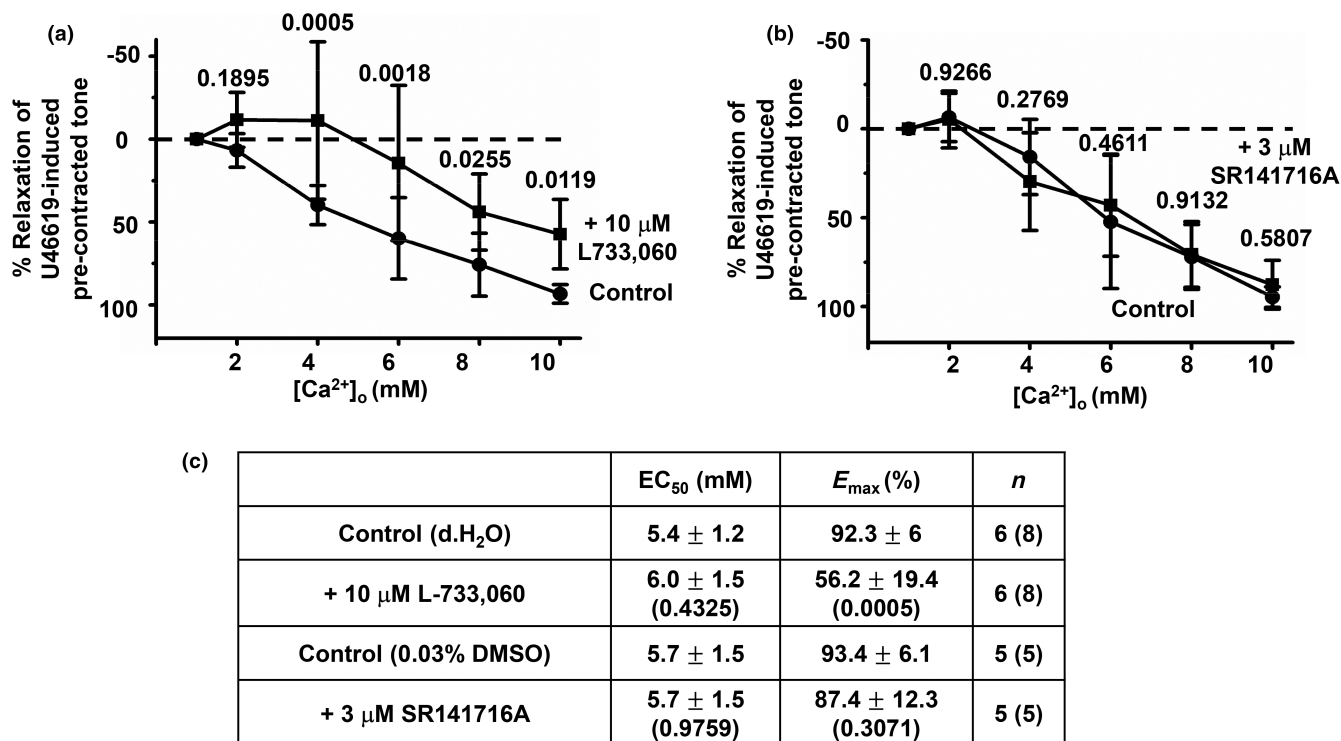 (a)
% Relaxation of
U46619-induced
pre-contracted tone
-50
0
50
100
0.1895
0.0005
0.0018
0.0255
0.0119
+ 10 μM
L733,060
Control
2 4 6 8 10
[Ca²⁺]ₒ (mM)
(b)
% Relaxation of
U46619-induced
pre-contracted tone
-50
0
50
100
0.9266
0.2769
0.4611
0.9132
0.5807
+ 3 μM
SR141716A
Control
2 4 6 8 10
[Ca²⁺]ₒ (mM)
(c)
EC₅₀ (mM) Eₘₐₓ (%) n
Control (d.H₂O) 5.4 ± 1.2 92.3 ± 6 6 (8)
+ 10 μM L-733,060 6.0 ± 1.5 56.2 ± 19.4 6 (8)
(0.4325) (0.0005)
Control (0.03% DMSO) 5.7 ± 1.5 93.4 ± 6.1 5 (5)
+ 3 μM SR141716A 5.7 ± 1.5 87.4 ± 12.3 5 (5)
(0.9759) (0.3071)